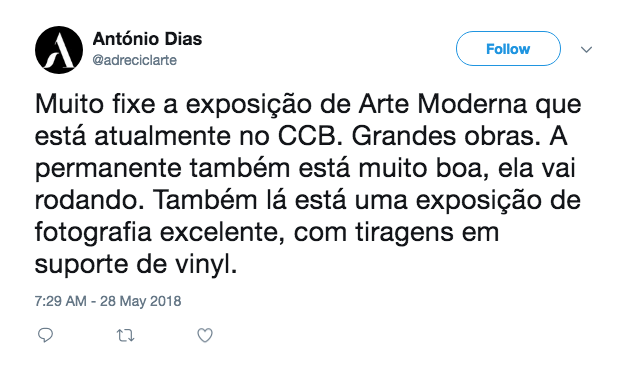 António Dias
@adreciclarte
Follow
Muito fixe a exposição de Arte Moderna que
está atualmente no CCB. Grandes obras. A
permanente também está muito boa, ela vai
rodando. Também lá está uma exposição de
fotografia excelente, com tiragens em
suporte de vinyl.
7:29 AM - 28 May 2018